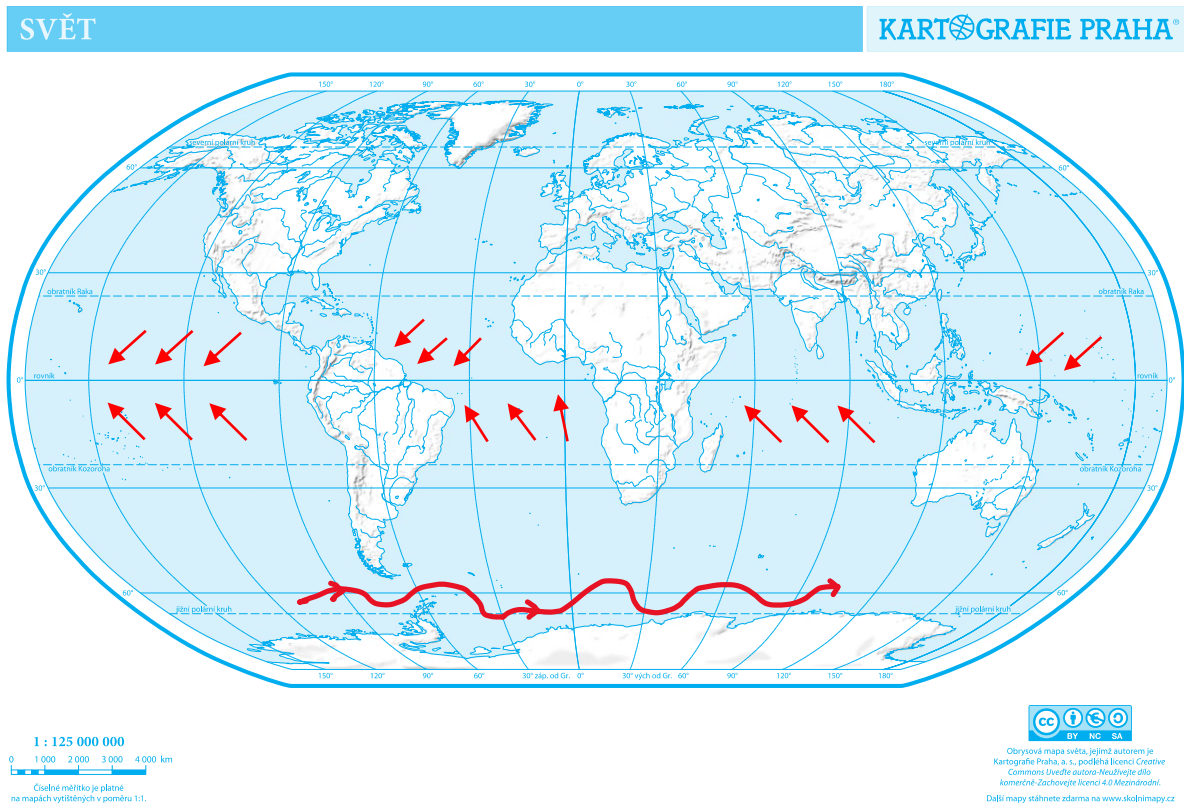 SVĚT
KARTOGRAFIE PRAHA®
150° 120° 90° 60° 30° 0° 30° 60° 90° 120° 150° 180°
severní polární kruh severní polární kruh
60° 60°
30° 30°
obratník Raka obratník Raka
0° rovník rovník 0°
obratník Kozoroha obratník Kozoroha
30° 30°
60° 60°
jižní polární kruh jižní polární kruh
150° 120° 90° 60° 30° záp. od Gr. 0° 30° vých od Gr. 60° 90° 120° 150° 180°
1 : 125 000 000
0 1 000 2 000 3 000 4 000 km
Číselné měřítko je platné
na mapách vytištěných v poměru 1:1.
cc BY NC SA
Obrysová mapa světa, jejímž autorem je
Kartografie Praha, a. s., podléhá licenci Creative
Commons Uveďte autora-Neužívejte dílo
komerčně-Zachovejte licenci 4.0 Mezinárodní.
Další mapy stáhnete zdarma na www.skolnimapy.cz